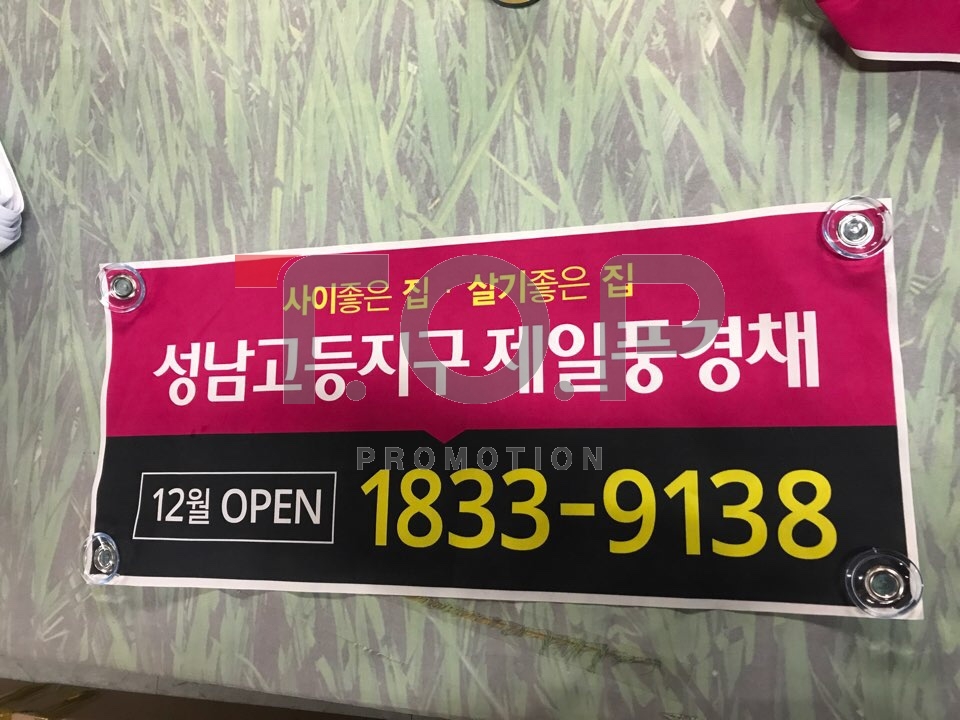 사이좋은 집 · 살기좋은 집
성남고등지구 제일풍경채
12월 OPEN 1833-9138
T.O.P
PROMOTION